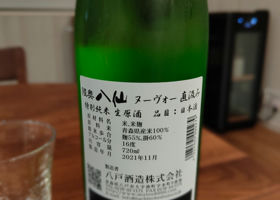 陸奥八仙 ヌーヴォー直汲み
特別純米 生原酒 品目：日本酒
米、米麹
青森県産米100%
麹55%、掛60%
16度
720ml
2021年11月
八戸酒造株式会社